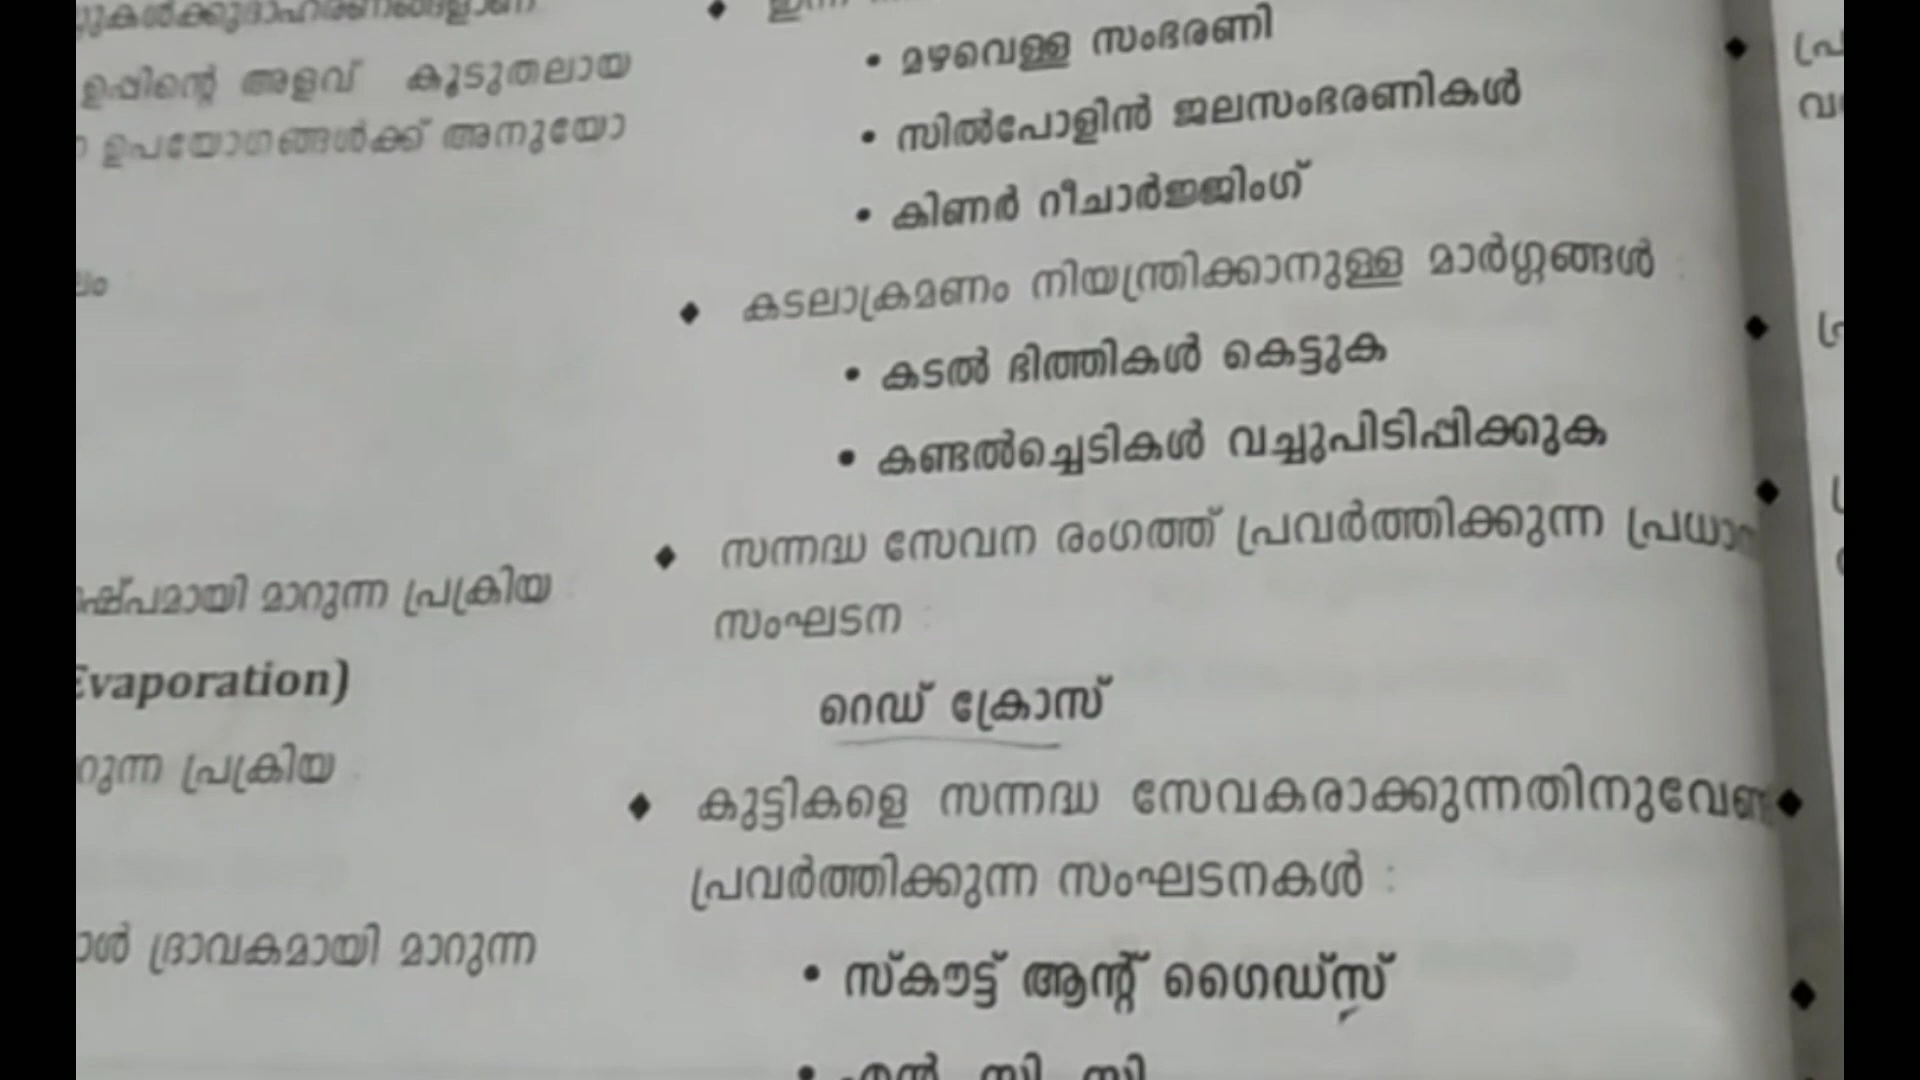 ഉപ്പിന്റെ അളവ് കൂടുതലായ
ഉപയോഗങ്ങൾക്ക് അനുയോ
മാറുന്ന പ്രക്രിയ
Evaporation)
പ്രക്രിയ
ദ്രാവകമായി മാറുന്ന
• മഴവെള്ള സംഭരണി
• സിൽപോളിൻ ജലസംഭരണികൾ
• കിണർ റീചാർജ്ജിംഗ്
◆ കടലാക്രമണം നിയന്ത്രിക്കാനുള്ള മാർഗ്ഗങ്ങൾ :
• കടൽ ഭിത്തികൾ കെട്ടുക
• കണ്ടൽച്ചെടികൾ വച്ചുപിടിപ്പിക്കുക
◆ സന്നദ്ധ സേവന രംഗത്ത് പ്രവർത്തിക്കുന്ന പ്രധാന
സംഘടന :
റെഡ് ക്രോസ്
◆ കുട്ടികളെ സന്നദ്ധ സേവകരാക്കുന്നതിനുവേണ്ട
പ്രവർത്തിക്കുന്ന സംഘടനകൾ :
• സ്കൗട്ട് ആന്റ് ഗൈഡ്സ്
• എൻ. സി. സി